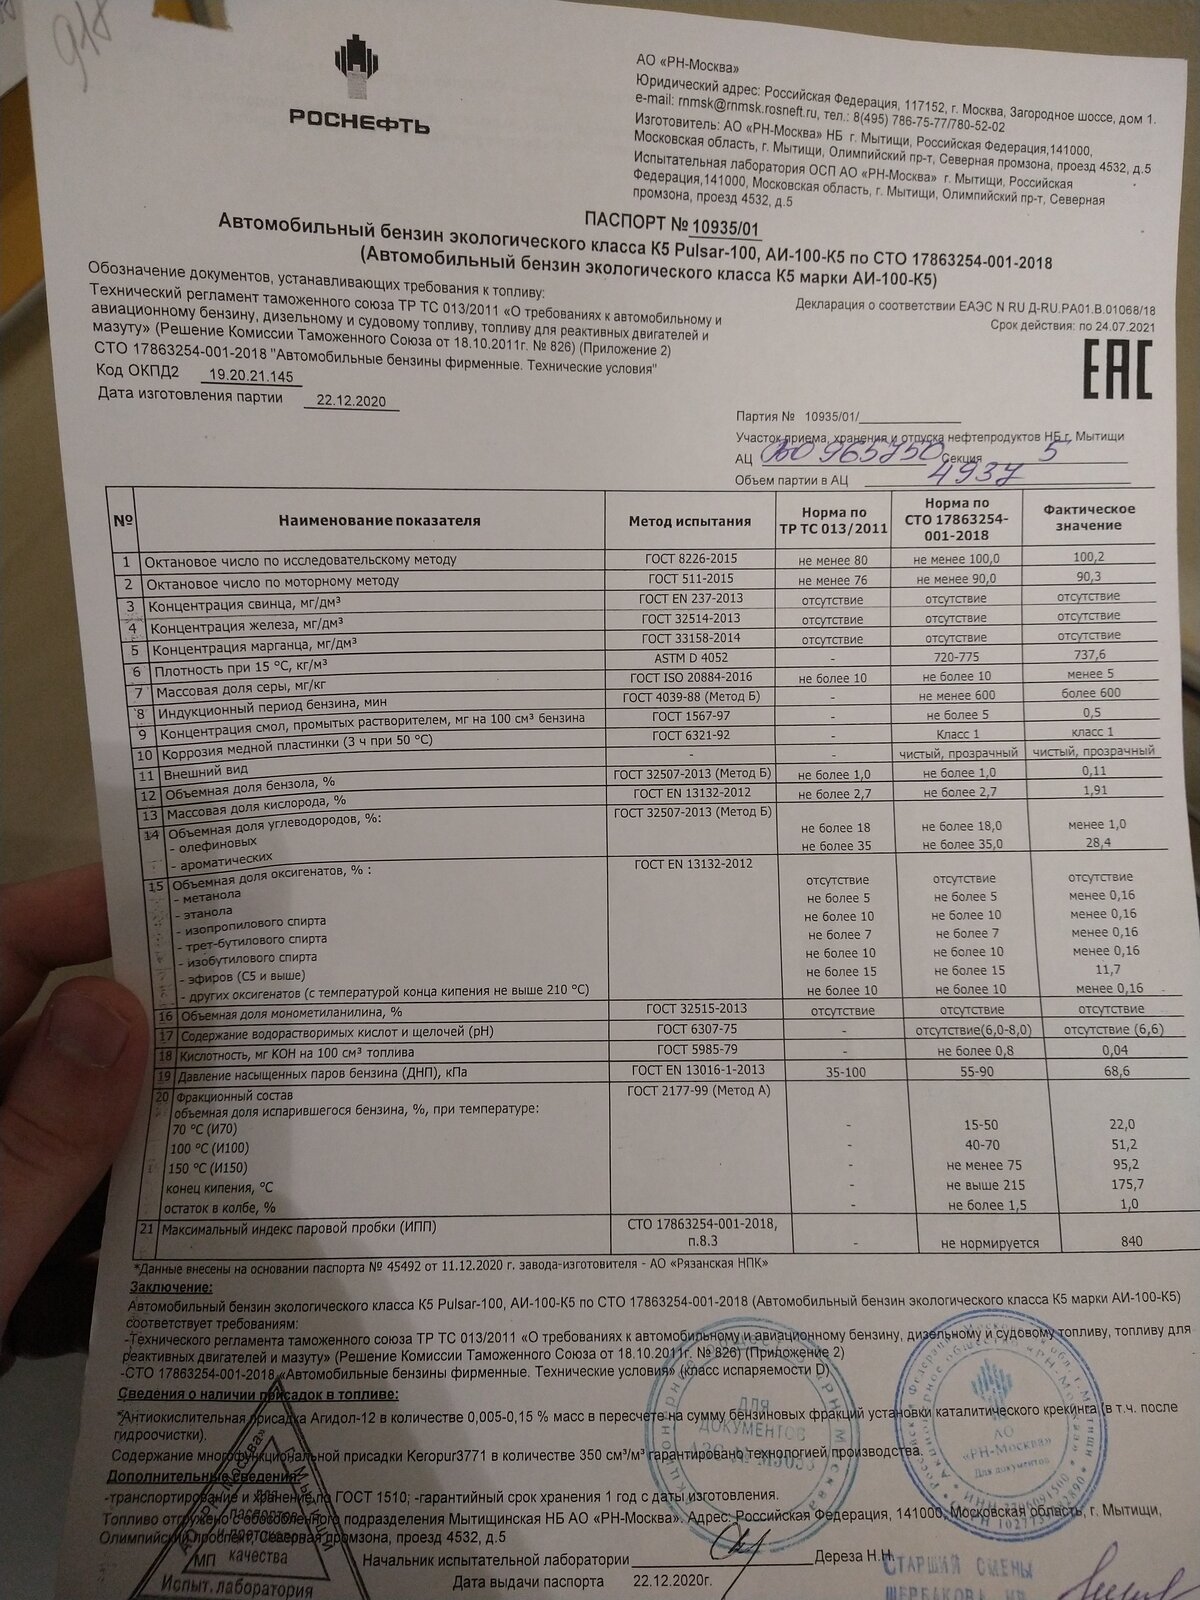 918
РОСНЕФТЬ
АО «РН-Москва»
Юридический адрес: Российская Федерация, 117152, г. Москва, Загородное шоссе, дом 1.
e-mail: rnmsk@rnmsk.rosneft.ru, тел.: 8(495) 786-75-77/780-52-02
Изготовитель: АО «РН-Москва» НБ г. Мытищи, Российская Федерация,141000,
Московская область, г. Мытищи, Олимпийский пр-т, Северная промзона, проезд 4532, д.5
Испытательная лаборатория ОСП АО «РН-Москва» г. Мытищи, Российская
Федерация,141000, Московская область, г. Мытищи, Олимпийский пр-т, Северная
промзона, проезд 4532, д.5
ПАСПОРТ № 10935/01
Автомобильный бензин экологического класса К5 Pulsar-100, АИ-100-К5 по СТО 17863254-001-2018
(Автомобильный бензин экологического класса К5 марки АИ-100-К5)
Обозначение документов, устанавливающих требования к топливу:
Технический регламент таможенного союза ТР ТС 013/2011 «О требованиях к автомобильному и
авиационному бензину, дизельному и судовому топливу, топливу для реактивных двигателей и
мазуту» (Решение Комиссии Таможенного Союза от 18.10.2011г. № 826) (Приложение 2)
СТО 17863254-001-2018 "Автомобильные бензины фирменные. Технические условия"
Декларация о соответствии ЕАЭС N RU Д-RU.РА01.В.01068/18
Срок действия: по 24.07.2021
ЕАС
Код ОКПД2 19.20.21.145
Дата изготовления партии 22.12.2020
Партия № 10935/01/
Участок приема, хранения и отпуска нефтепродуктов НБ г. Мытищи
АЦ 965750 Секция 5
Объем партии в АЦ 4937
№ Наименование показателя Метод испытания Норма по ТР ТС 013/2011 Норма по СТО 17863254-001-2018 Фактическое значение
1 Октановое число по исследовательскому методу ГОСТ 8226-2015 не менее 80 не менее 100,0 100,2
2 Октановое число по моторному методу ГОСТ 511-2015 не менее 76 не менее 90,0 90,3
3 Концентрация свинца, мг/дм³ ГОСТ EN 237-2013 отсутствие отсутствие отсутствие
4 Концентрация железа, мг/дм³ ГОСТ 32514-2013 отсутствие отсутствие отсутствие
5 Концентрация марганца, мг/дм³ ГОСТ 33158-2014 отсутствие отсутствие отсутствие
6 Плотность при 15 °С, кг/м³ ASTM D 4052 - 720-775 737,6
7 Массовая доля серы, мг/кг ГОСТ ISO 20884-2016 не более 10 не более 10 менее 5
8 Индукционный период бензина, мин ГОСТ 4039-88 (Метод Б) - не менее 600 более 600
9 Концентрация смол, промытых растворителем, мг на 100 см³ бензина ГОСТ 1567-97 - не более 5 0,5
10 Коррозия медной пластинки (3 ч при 50 °С) ГОСТ 6321-92 - Класс 1 класс 1
11 Внешний вид - - чистый, прозрачный чистый, прозрачный
12 Объемная доля бензола, % ГОСТ 32507-2013 (Метод Б) не более 1,0 не более 1,0 0,11
13 Массовая доля кислорода, % ГОСТ EN 13132-2012 не более 2,7 не более 2,7 1,91
14 Объемная доля углеводородов, %: ГОСТ 32507-2013 (Метод Б)
- олефиновых не более 18 не более 18,0 менее 1,0
- ароматических не более 35 не более 35,0 28,4
15 Объемная доля оксигенатов, % : ГОСТ EN 13132-2012
- метанола отсутствие отсутствие отсутствие
- этанола не более 5 не более 5 менее 0,16
- изопропилового спирта не более 10 не более 10 менее 0,16
- трет-бутилового спирта не более 7 не более 7 менее 0,16
- изобутилового спирта не более 10 не более 10 менее 0,16
- эфиров (С5 и выше) не более 15 не более 15 11,7
- других оксигенатов (с температурой конца кипения не выше 210 °С) не более 10 не более 10 менее 0,16
16 Объемная доля монометиланилина, % ГОСТ 32515-2013 отсутствие отсутствие отсутствие
17 Содержание водорастворимых кислот и щелочей (рН) ГОСТ 6307-75 - отсутствие(6,0-8,0) отсутствие (6,6)
18 Кислотность, мг КОН на 100 см³ топлива ГОСТ 5985-79 - не более 0,8 0,04
19 Давление насыщенных паров бензина (ДНП), кПа ГОСТ EN 13016-1-2013 35-100 55-90 68,6
20 Фракционный состав ГОСТ 2177-99 (Метод А)
объемная доля испарившегося бензина, %, при температуре:
70 °С (И70) - 15-50 22,0
100 °С (И100) - 40-70 51,2
150 °С (И150) - не менее 75 95,2
конец кипения, °С - не выше 215 175,7
остаток в колбе, % - не более 1,5 1,0
21 Максимальный индекс паровой пробки (ИПП) СТО 17863254-001-2018, п.8.3 - не нормируется 840
*Данные внесены на основании паспорта № 45492 от 11.12.2020 г. завода-изготовителя - АО «Рязанская НПК»
Заключение:
Автомобильный бензин экологического класса К5 Pulsar-100, АИ-100-К5 по СТО 17863254-001-2018 (Автомобильный бензин экологического класса К5 марки АИ-100-К5)
соответствует требованиям:
-Технического регламента таможенного союза ТР ТС 013/2011 «О требованиях к автомобильному и авиационному бензину, дизельному и судовому топливу, топливу для
реактивных двигателей и мазуту» (Решение Комиссии Таможенного Союза от 18.10.2011г. № 826) (Приложение 2)
-СТО 17863254-001-2018 «Автомобильные бензины фирменные. Технические условия» (класс испаряемости D)
Сведения о наличии присадок в топливе:
*Антиокислительная присадка Агидол-12 в количестве 0,005-0,15 % масс в пересчете на сумму бензиновых фракций установки каталитического крекинга (в т.ч. после
гидроочистки).
Содержание многофункциональной присадки Keropur3771 в количестве 350 см³/м³ гарантировано технологией производства.
Дополнительные сведения:
-транспортирование и хранение по ГОСТ 1510; -гарантийный срок хранения 1 год с даты изготовления.
Топливо отгружено с обособленного подразделения Мытищинская НБ АО «РН-Москва». Адрес: Российская Федерация, 141000, Московская область, г. Мытищи,
Олимпийский проспект, Северная промзона, проезд 4532, д.5
Начальник испытательной лаборатории Дереза Н.Н.
Дата выдачи паспорта 22.12.2020г.
для
паспортов
и протоколов
качества
МП
Испыт. лаборатория
ДЛЯ
ДОКУМЕНТОВ
АО
«РН-Москва»
Для документов
СТАРШИЙ СМЕНЫ
ЩЕРБАКОВА